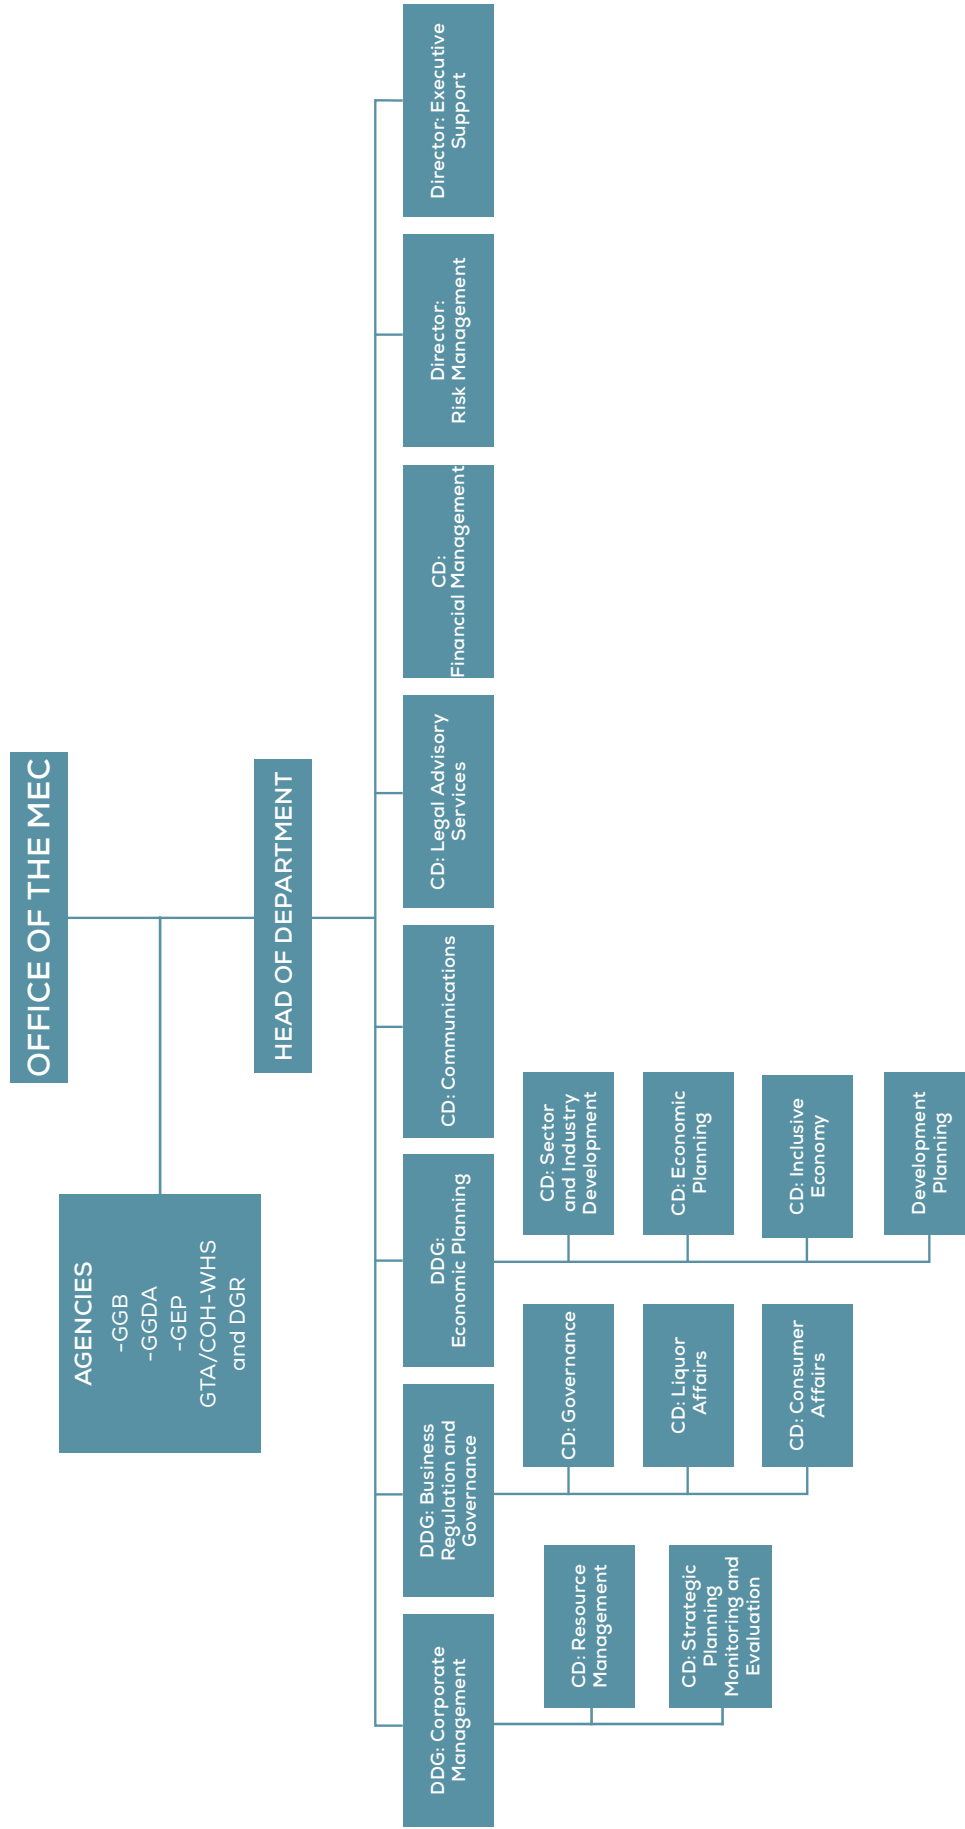 OFFICE OF THE MEC
AGENCIES
-GGB
-GGDA
-GEP
GTA/COH-WHS
and DGR
HEAD OF DEPARTMENT
DDG: Corporate
Management
DDG: Business
Regulation and
Governance
DDG:
Economic Planning
CD: Communications
CD: Legal Advisory
Services
CD:
Financial Management
Director:
Risk Management
Director: Executive
Support
CD: Resource
Management
CD: Strategic
Planning
Monitoring and
Evaluation
CD: Governance
CD: Liquor
Affairs
CD: Consumer
Affairs
CD: Sector
and Industry
Development
CD: Economic
Planning
CD: Inclusive
Economy
Development
Planning